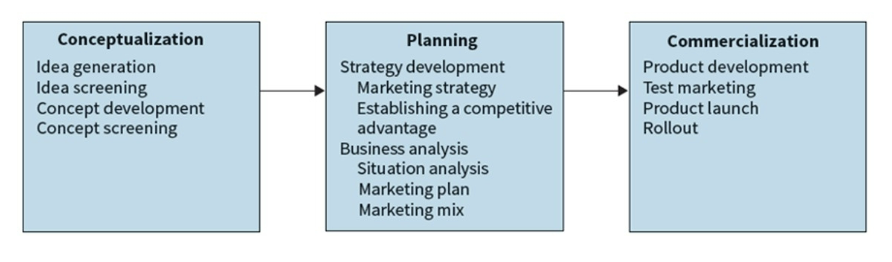 Conceptualization
Idea generation
Idea screening
Concept development
Concept screening
Planning
Strategy development
Marketing strategy
Establishing a competitive
advantage
Business analysis
Situation analysis
Marketing plan
Marketing mix
Commercialization
Product development
Test marketing
Product launch
Rollout